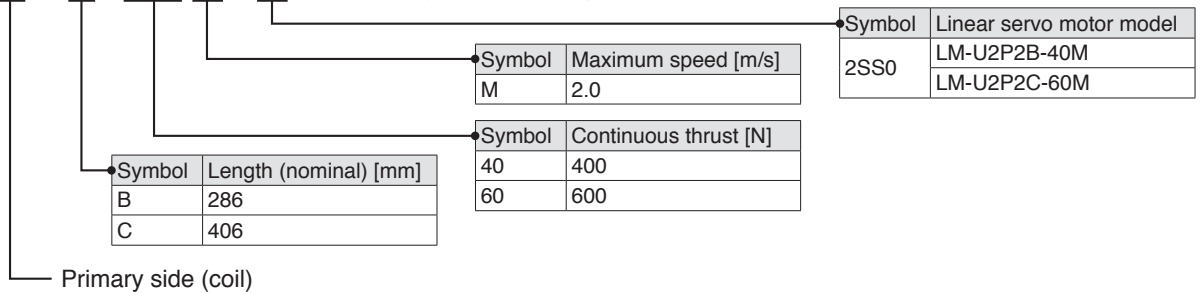 Symbol Linear servo motor model
2SS0 LM-U2P2B-40M
LM-U2P2C-60M
Symbol Maximum speed [m/s]
M 2.0
Symbol Continuous thrust [N]
40 400
60 600
Symbol Length (nominal) [mm]
B 286
C 406
Primary side (coil)